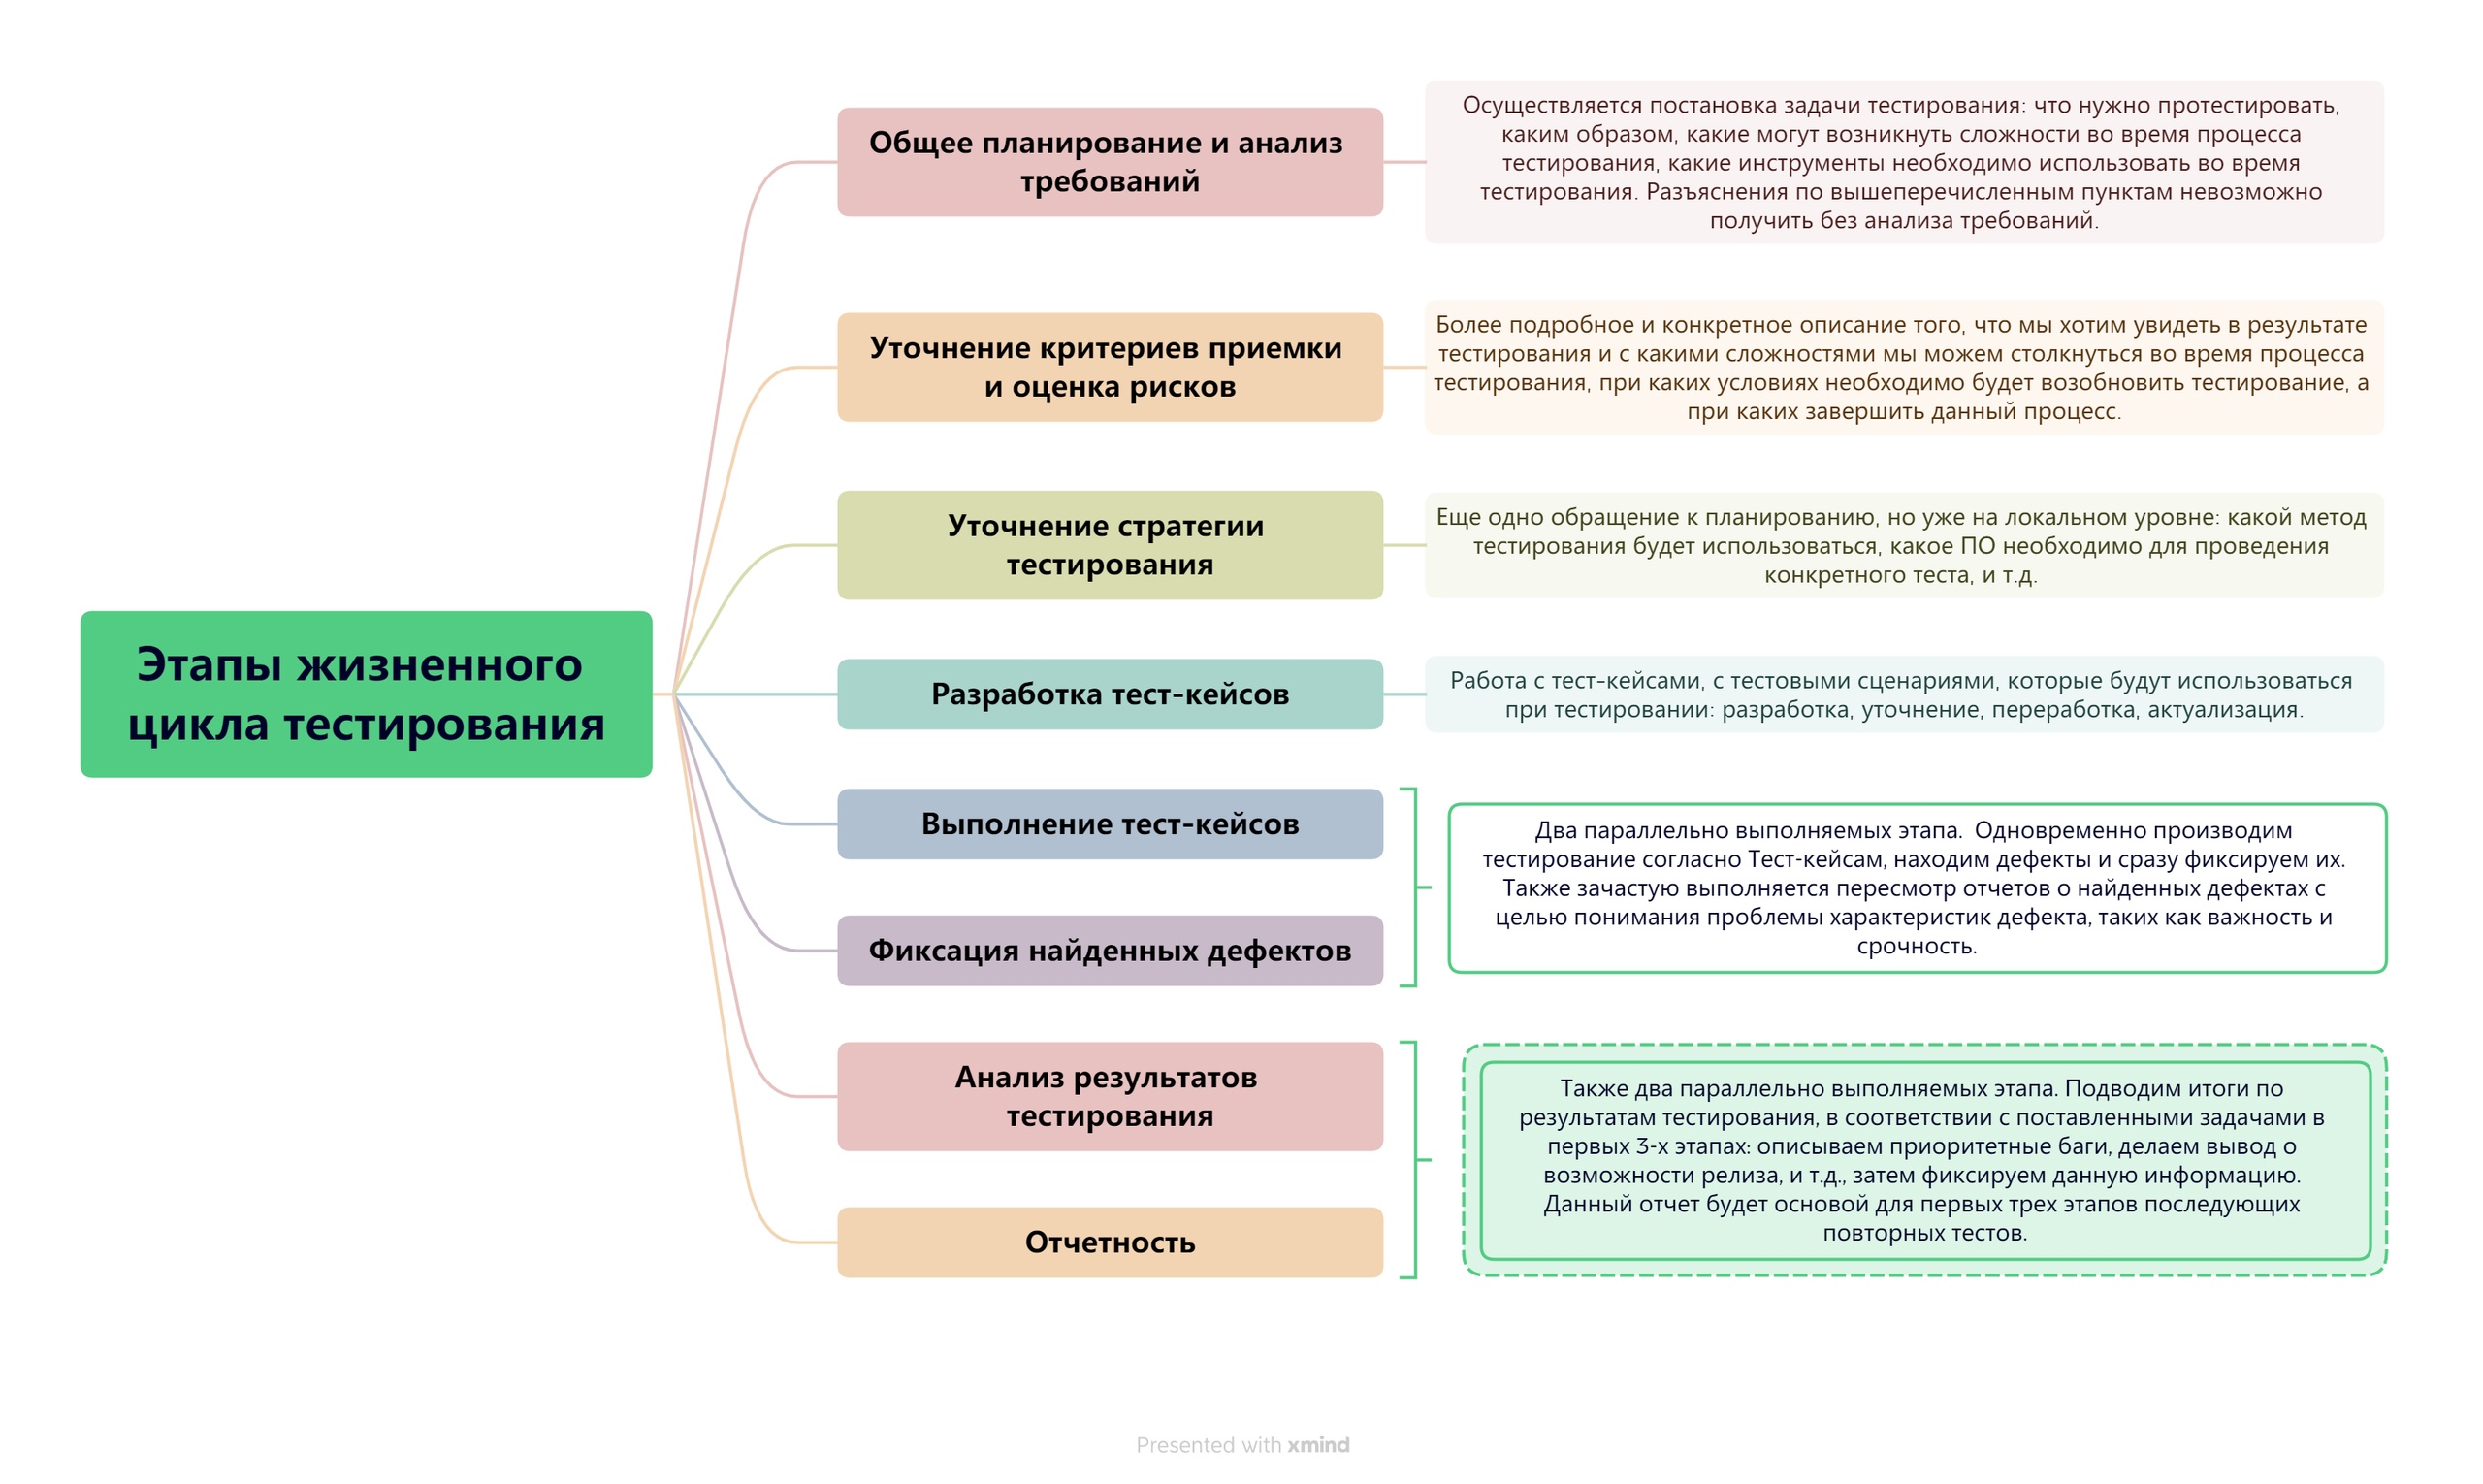 Этапы жизненного
цикла тестирования
Общее планирование и анализ
требований
Осуществляется постановка задачи тестирования: что нужно протестировать,
каким образом, какие могут возникнуть сложности во время процесса
тестирования, какие инструменты необходимо использовать во время
тестирования. Разъяснения по вышеперечисленным пунктам невозможно
получить без анализа требований.
Уточнение критериев приемки
и оценка рисков
Более подробное и конкретное описание того, что мы хотим увидеть в результате
тестирования и с какими сложностями мы можем столкнуться во время процесса
тестирования, при каких условиях необходимо будет возобновить тестирование, а
при каких завершить данный процесс.
Уточнение стратегии
тестирования
Еще одно обращение к планированию, но уже на локальном уровне: какой метод
тестирования будет использоваться, какое ПО необходимо для проведения
конкретного теста, и т.д.
Разработка тест-кейсов
Работа с тест-кейсами, с тестовыми сценариями, которые будут использоваться
при тестировании: разработка, уточнение, переработка, актуализация.
Выполнение тест-кейсов
Фиксация найденных дефектов
Два параллельно выполняемых этапа.  Одновременно производим
тестирование согласно Тест-кейсам, находим дефекты и сразу фиксируем их.
Также зачастую выполняется пересмотр отчетов о найденных дефектах с
целью понимания проблемы характеристик дефекта, таких как важность и
срочность.
Анализ результатов
тестирования
Отчетность
Также два параллельно выполняемых этапа. Подводим итоги по
результатам тестирования, в соответствии с поставленными задачами в
первых 3-х этапах: описываем приоритетные баги, делаем вывод о
возможности релиза, и т.д., затем фиксируем данную информацию.
Данный отчет будет основой для первых трех этапов последующих
повторных тестов.
Presented with xmind